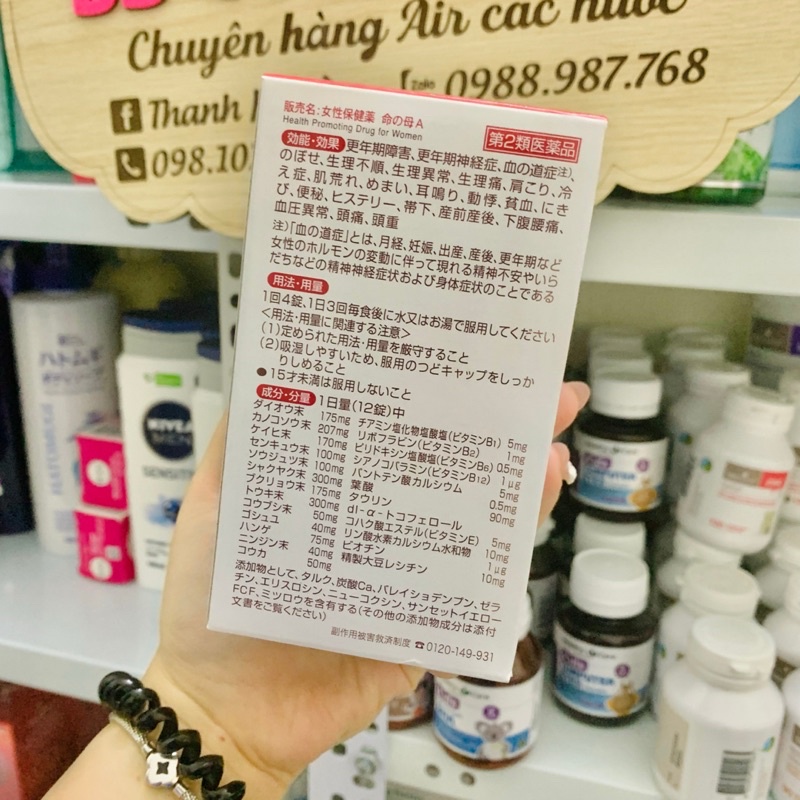 Chuyên hàng Air các nước
Zalo
0988.987.768
Thanh
098.10
販売名:女性保健薬 命の母A
Health Promoting Drug for Women
第2類医薬品
効能・効果 更年期障害、更年期神経症、血の道症注)、
のぼせ、生理不順、生理異常、生理痛、肩こり、冷
え症、肌荒れ、めまい、耳鳴り、動悸、貧血、にき
び、便秘、ヒステリー、帯下、産前産後、下腹腰痛、
血圧異常、頭痛、頭重
注)「血の道症」とは、月経、妊娠、出産、産後、更年期など
女性のホルモンの変動に伴って現れる精神不安やいら
だちなどの精神神経症状および身体症状のことである
用法・用量
1回4錠、1日3回毎食後に水又はお湯で服用してください
<用法・用量に関連する注意>
(1)定められた用法・用量を厳守すること
(2)吸湿しやすいため、服用のつどキャップをしっか
りしめること
●15才未満は服用しないこと
成分・分量 1日量(12錠)中
ダイオウ末 175mg
カノコソウ末 207mg
ケイヒ末 170mg
センキュウ末 100mg
ソウジュツ末 100mg
シャクヤク末 300mg
ブクリョウ末 175mg
トウキ末 300mg
コウブシ末 50mg
ゴシュユ 40mg
ハンゲ 75mg
ニンジン末 40mg
コウカ 50mg
チアミン塩化物塩酸塩(ビタミンB1) 5mg
リボフラビン(ビタミンB2) 1mg
ピリドキシン塩酸塩(ビタミンB6) 0.5mg
シアノコバラミン(ビタミンB12) 1μg
パントテン酸カルシウム 5mg
葉酸 0.5mg
タウリン 90mg
dl-α-トコフェロール
コハク酸エステル(ビタミンE) 5mg
リン酸水素カルシウム水和物 10mg
ビオチン 1μg
精製大豆レシチン 10mg
添加物として、タルク、炭酸Ca、バレイショデンプン、ゼラ
チン、エリスロシン、ニューコクシン、サンセットイエロー
FCF、ミツロウを含有する(その他の添加物成分は添付
文書をご覧ください)
副作用被害救済制度 ☎0120-149-931
ハトムギ
HATOMUGI
NIVEA
MEN
SENSITIVE